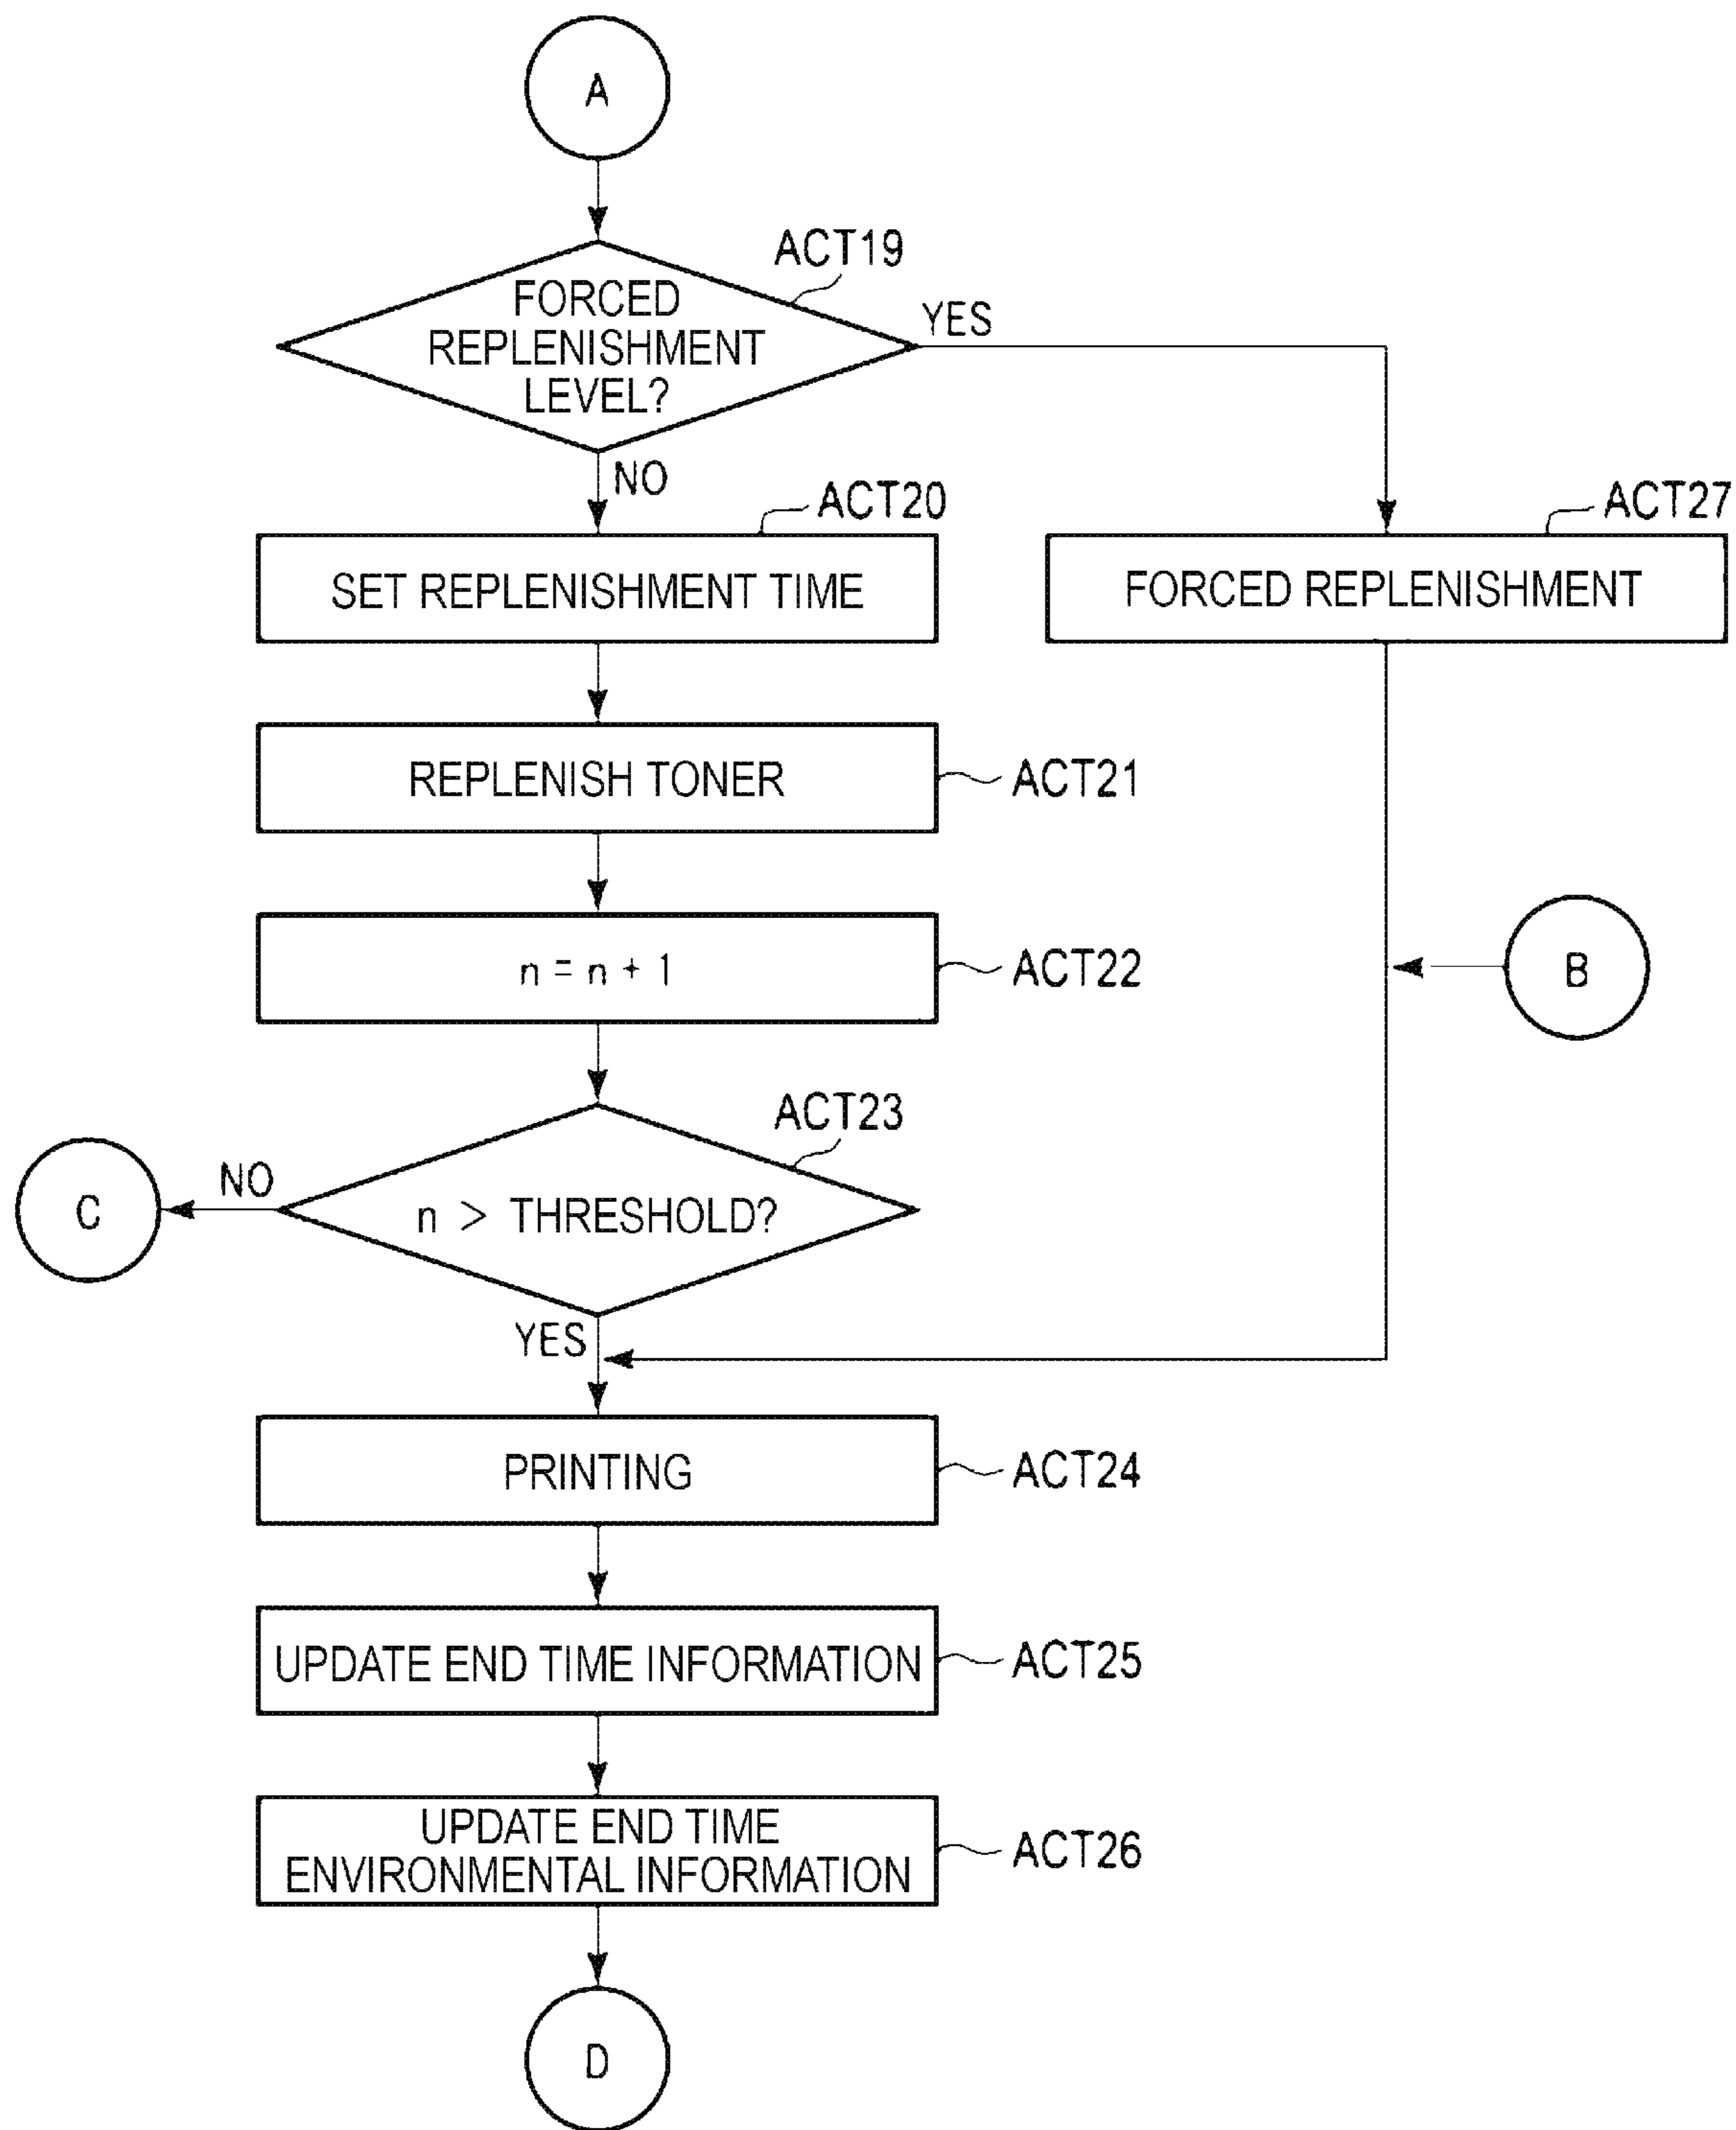 A
ACT19
FORCED
REPLENISHMENT
LEVEL?
YES
NO
ACT20
ACT27
SET REPLENISHMENT TIME
FORCED REPLENISHMENT
REPLENISH TONER
ACT21
n = n + 1
ACT22
B
ACT23
C
NO
n > THRESHOLD?
YES
PRINTING
ACT24
UPDATE END TIME INFORMATION
ACT25
UPDATE END TIME
ENVIRONMENTAL INFORMATION
ACT26
D